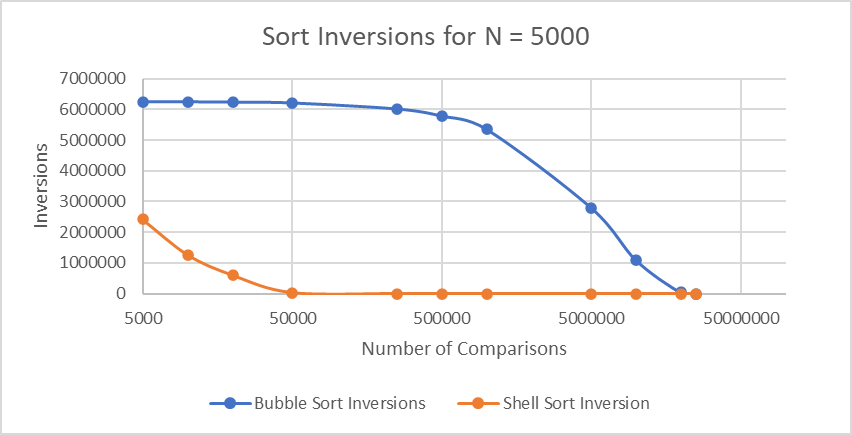 Sort Inversions for N = 5000
7000000
6000000
5000000
4000000
3000000
2000000
1000000
0
Inversions
5000 50000 500000 5000000 50000000
Number of Comparisons
Bubble Sort Inversions Shell Sort Inversion